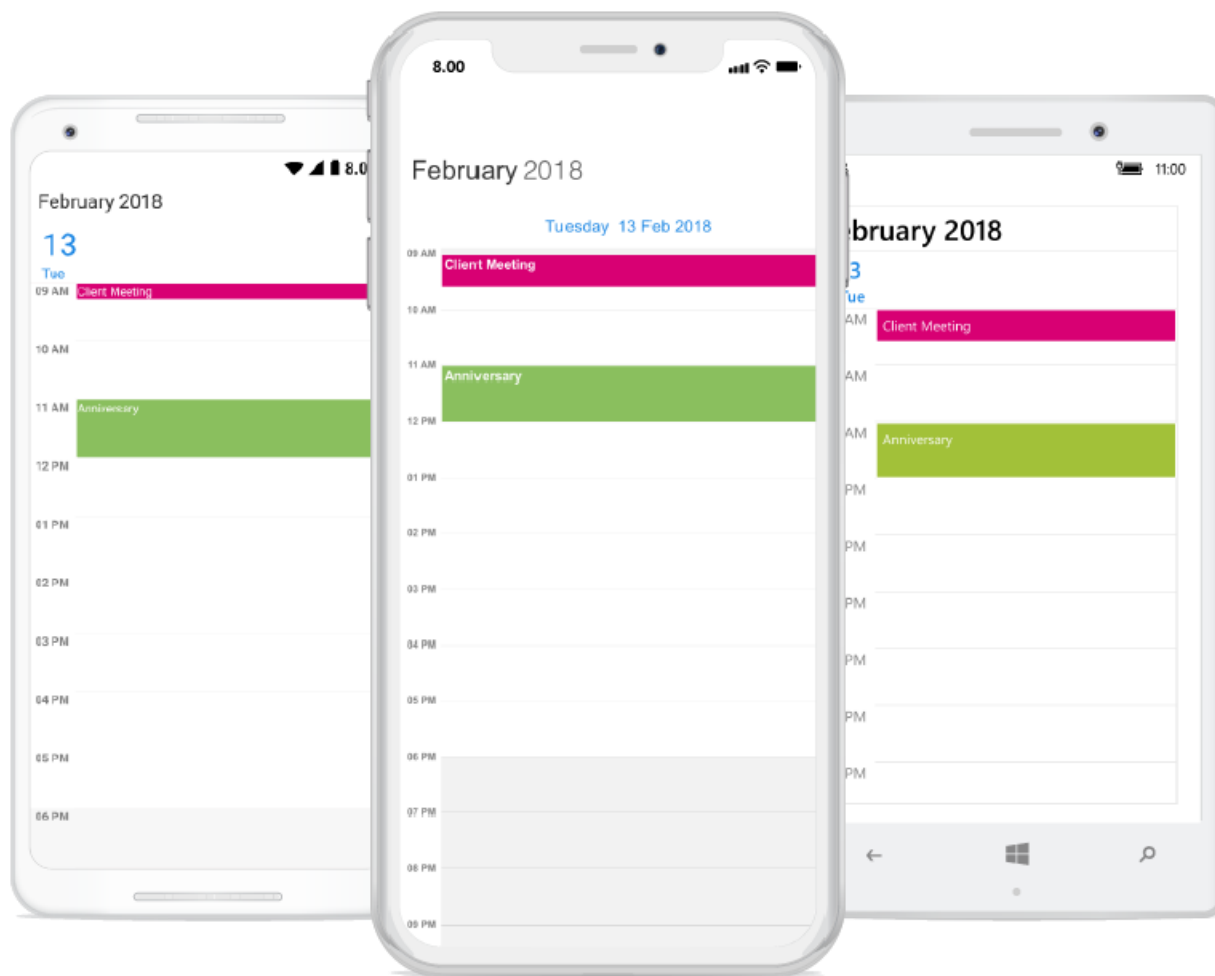 8.0
February 2018
13
Tue
09 AM Client Meeting
10 AM
11 AM Anniversary
12 PM
01 PM
02 PM
03 PM
04 PM
05 PM
06 PM
8.00
February 2018
Tuesday 13 Feb 2018
09 AM Client Meeting
10 AM
11 AM Anniversary
12 PM
01 PM
02 PM
03 PM
04 PM
05 PM
06 PM
07 PM
08 PM
09 PM
11:00
ebruary 2018
3
ue
AM Client Meeting
AM
AM Anniversary
PM
PM
PM
PM
PM
PM